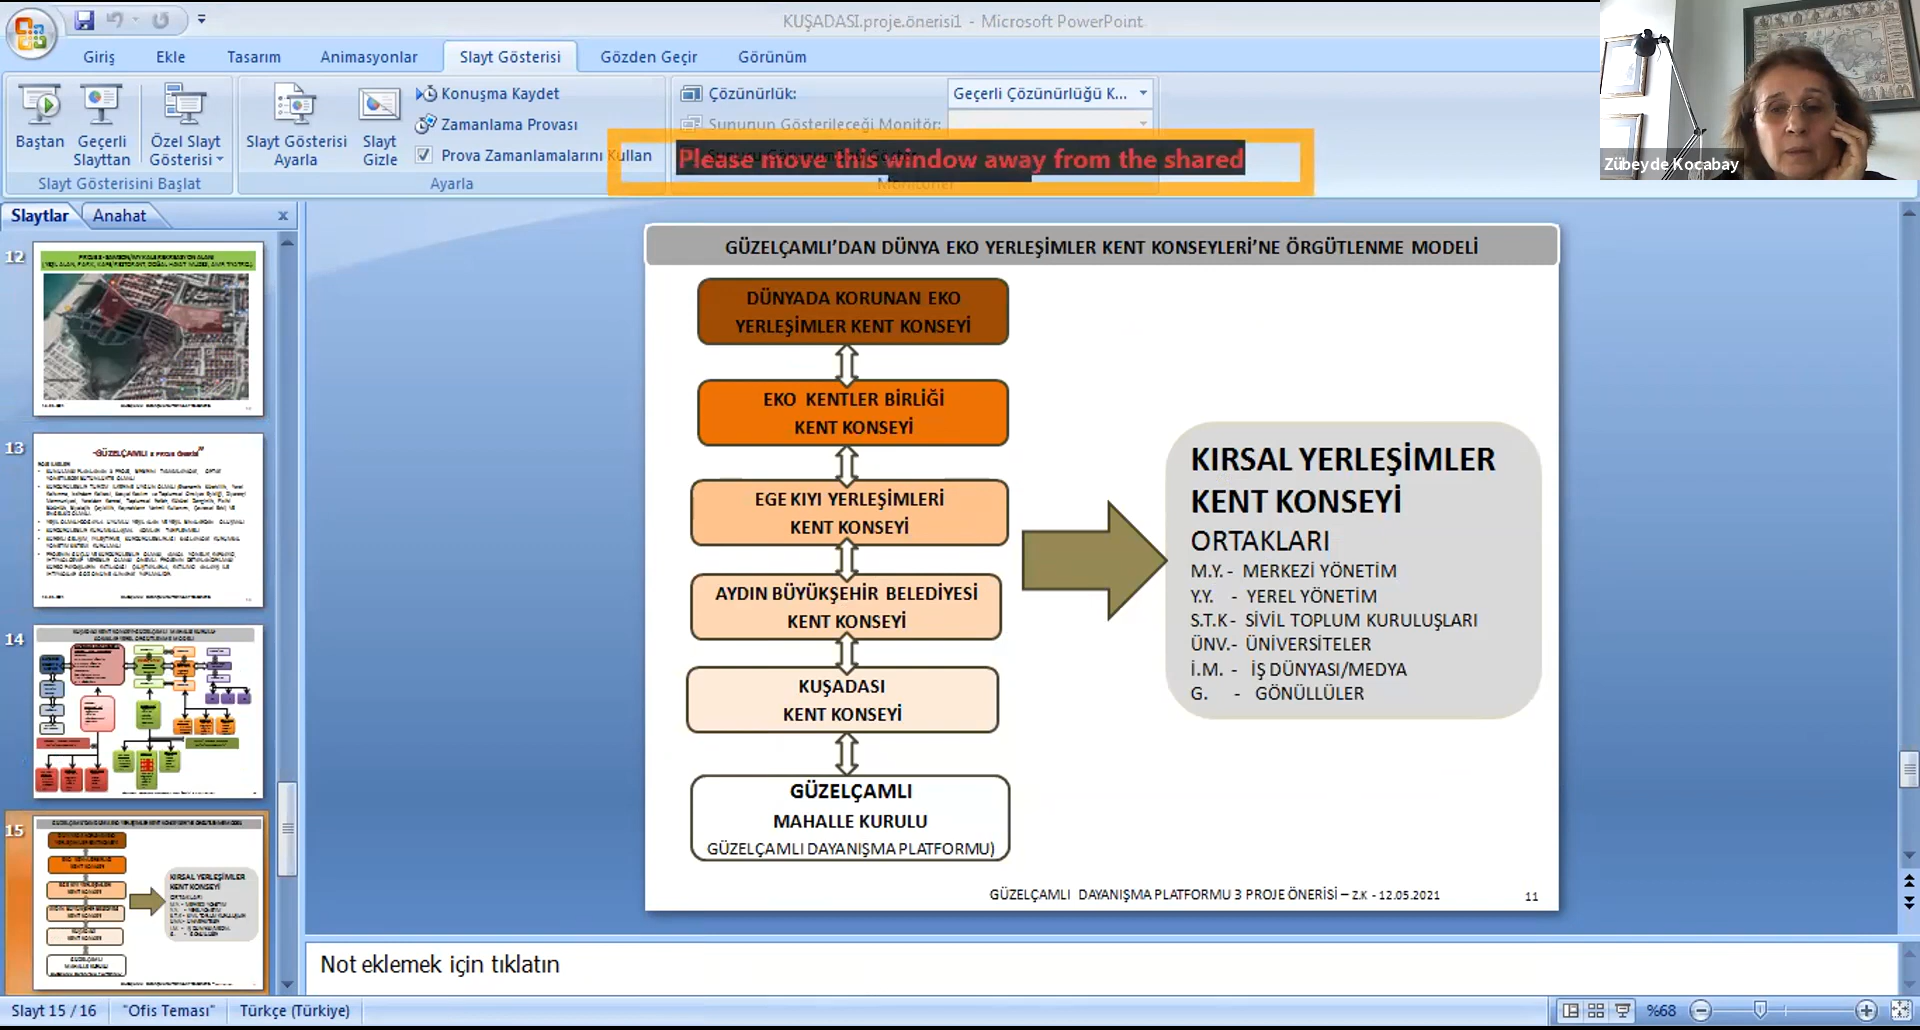 KUŞADASI.proje.önerisi1 - Microsoft PowerPoint
Giriş Ekle Tasarım Animasyonlar Slayt Gösterisi Gözden Geçir Görünüm
Baştan
Geçerli Slayttan
Özel Slayt Gösterisi
Slayt Gösterisini Başlat
Slayt Gösterisi Ayarla
Slayt Gizle
Konuşma Kaydet
Zamanlama Provası
Prova Zamanlamalarını Kullan
Ayarla
Çözünürlük: Geçerli Çözünürlüğü K...
Sununun Gösterileceği Monitör:
Please move this window away from the shared
Zübeyde Kocabay
Slaytlar Anahat x
12
13
14
15
GÜZELÇAMLI'DAN DÜNYA EKO YERLEŞİMLER KENT KONSEYLERİ'NE ÖRGÜTLENME MODELİ
DÜNYADA KORUNAN EKO
YERLEŞİMLER KENT KONSEYİ
EKO KENTLER BİRLİĞİ
KENT KONSEYİ
EGE KIYI YERLEŞİMLERİ
KENT KONSEYİ
AYDIN BÜYÜKŞEHİR BELEDİYESİ
KENT KONSEYİ
KUŞADASI
KENT KONSEYİ
GÜZELÇAMLI
MAHALLE KURULU
GÜZELÇAMLI DAYANIŞMA PLATFORMU)
KIRSAL YERLEŞİMLER
KENT KONSEYİ
ORTAKLARI
M.Y. - MERKEZİ YÖNETİM
Y.Y. - YEREL YÖNETİM
S.T.K - SİVİL TOPLUM KURULUŞLARI
ÜNV.- ÜNİVERSİTELER
İ.M. - İŞ DÜNYASI/MEDYA
G. - GÖNÜLLÜLER
GÜZELÇAMLI DAYANIŞMA PLATFORMU 3 PROJE ÖNERİSİ – Z.K - 12.05.2021 11
Not eklemek için tıklatın
Slayt 15 / 16 "Ofis Teması" Türkçe (Türkiye) %68